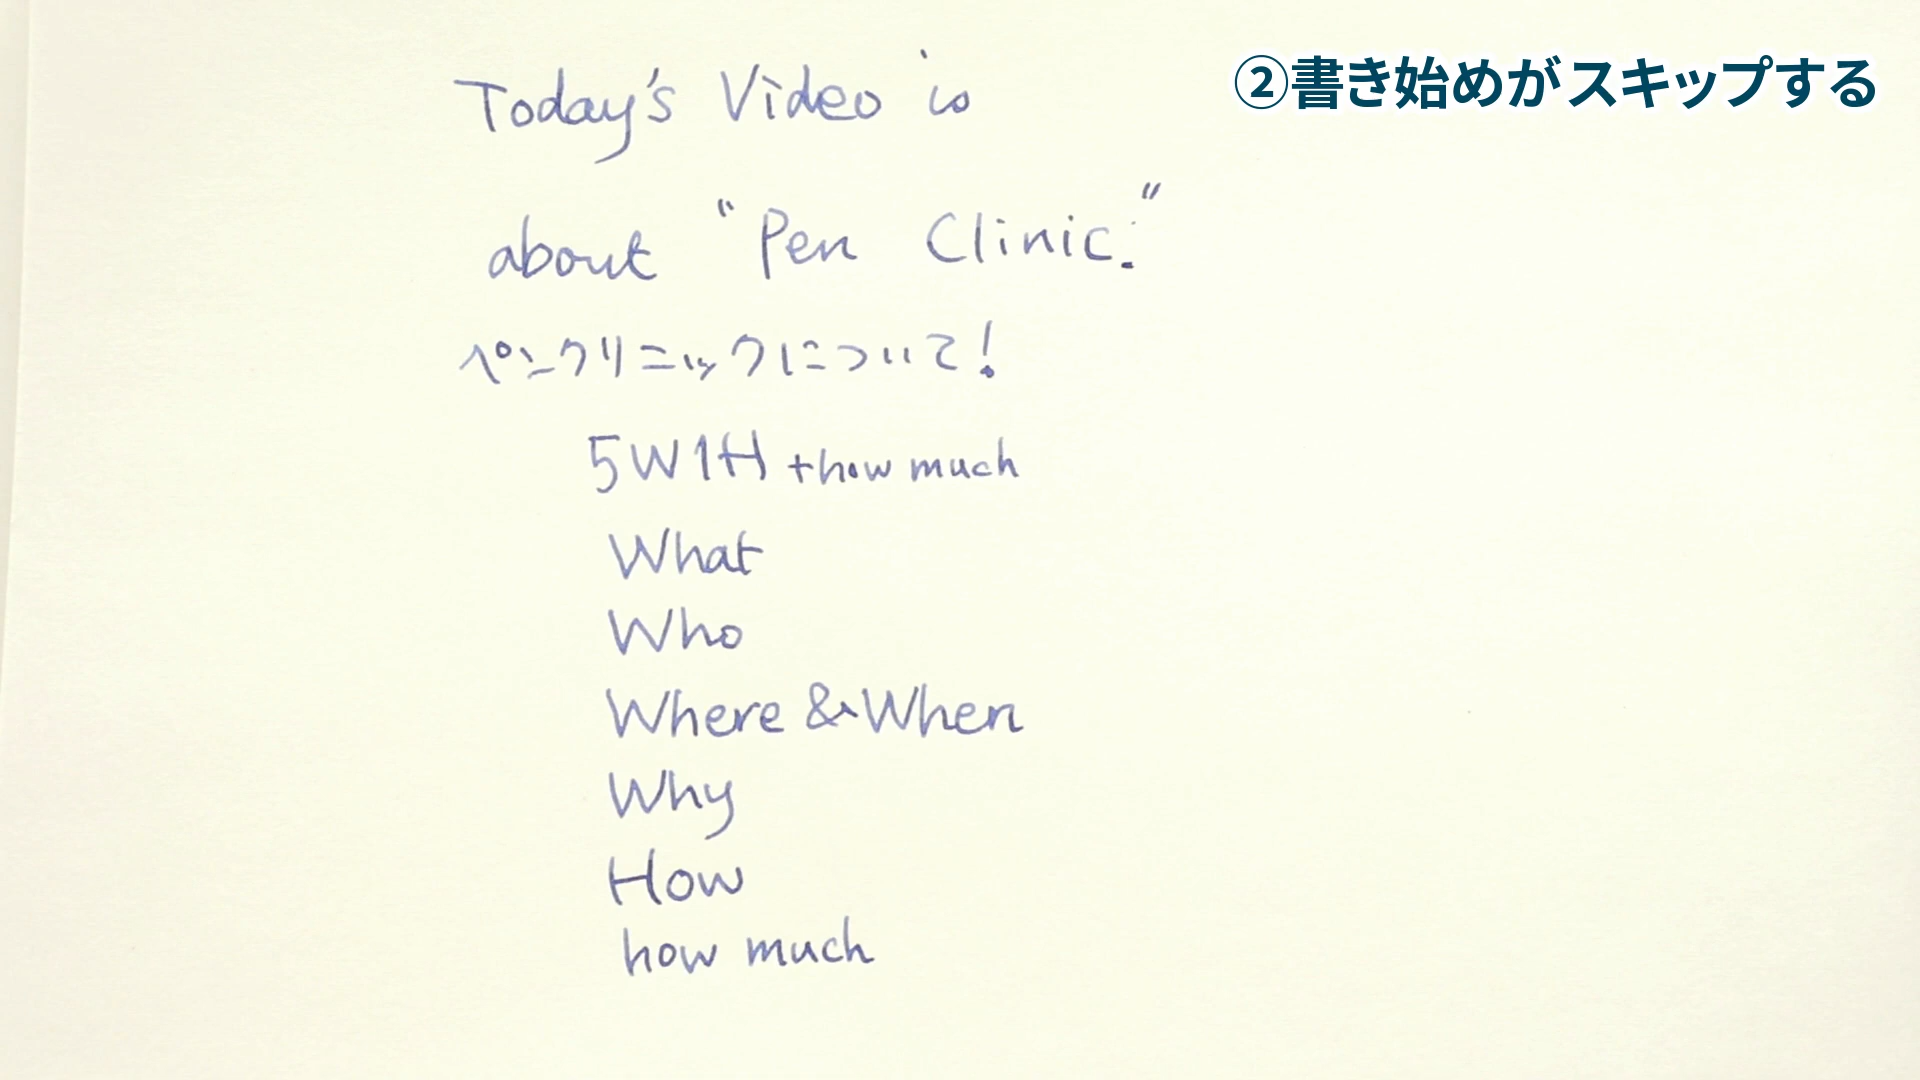 ②書き始めがスキップする
Today's Video is
about "Pen Clinic."
ペンクリニックについて!
5W1H +how much
What
Who
Where & When
Why
How
how much